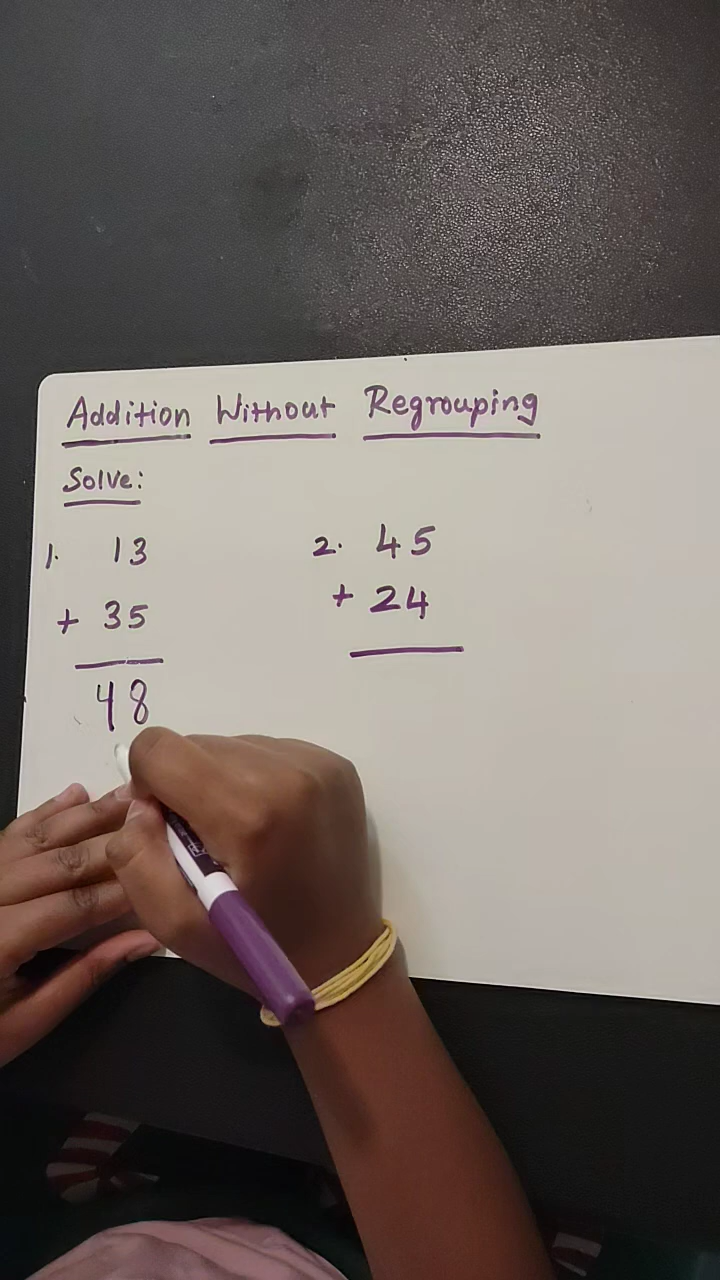 Addition Without Regrouping
Solve:
1. 13 2. 45
+ 35 + 24
48